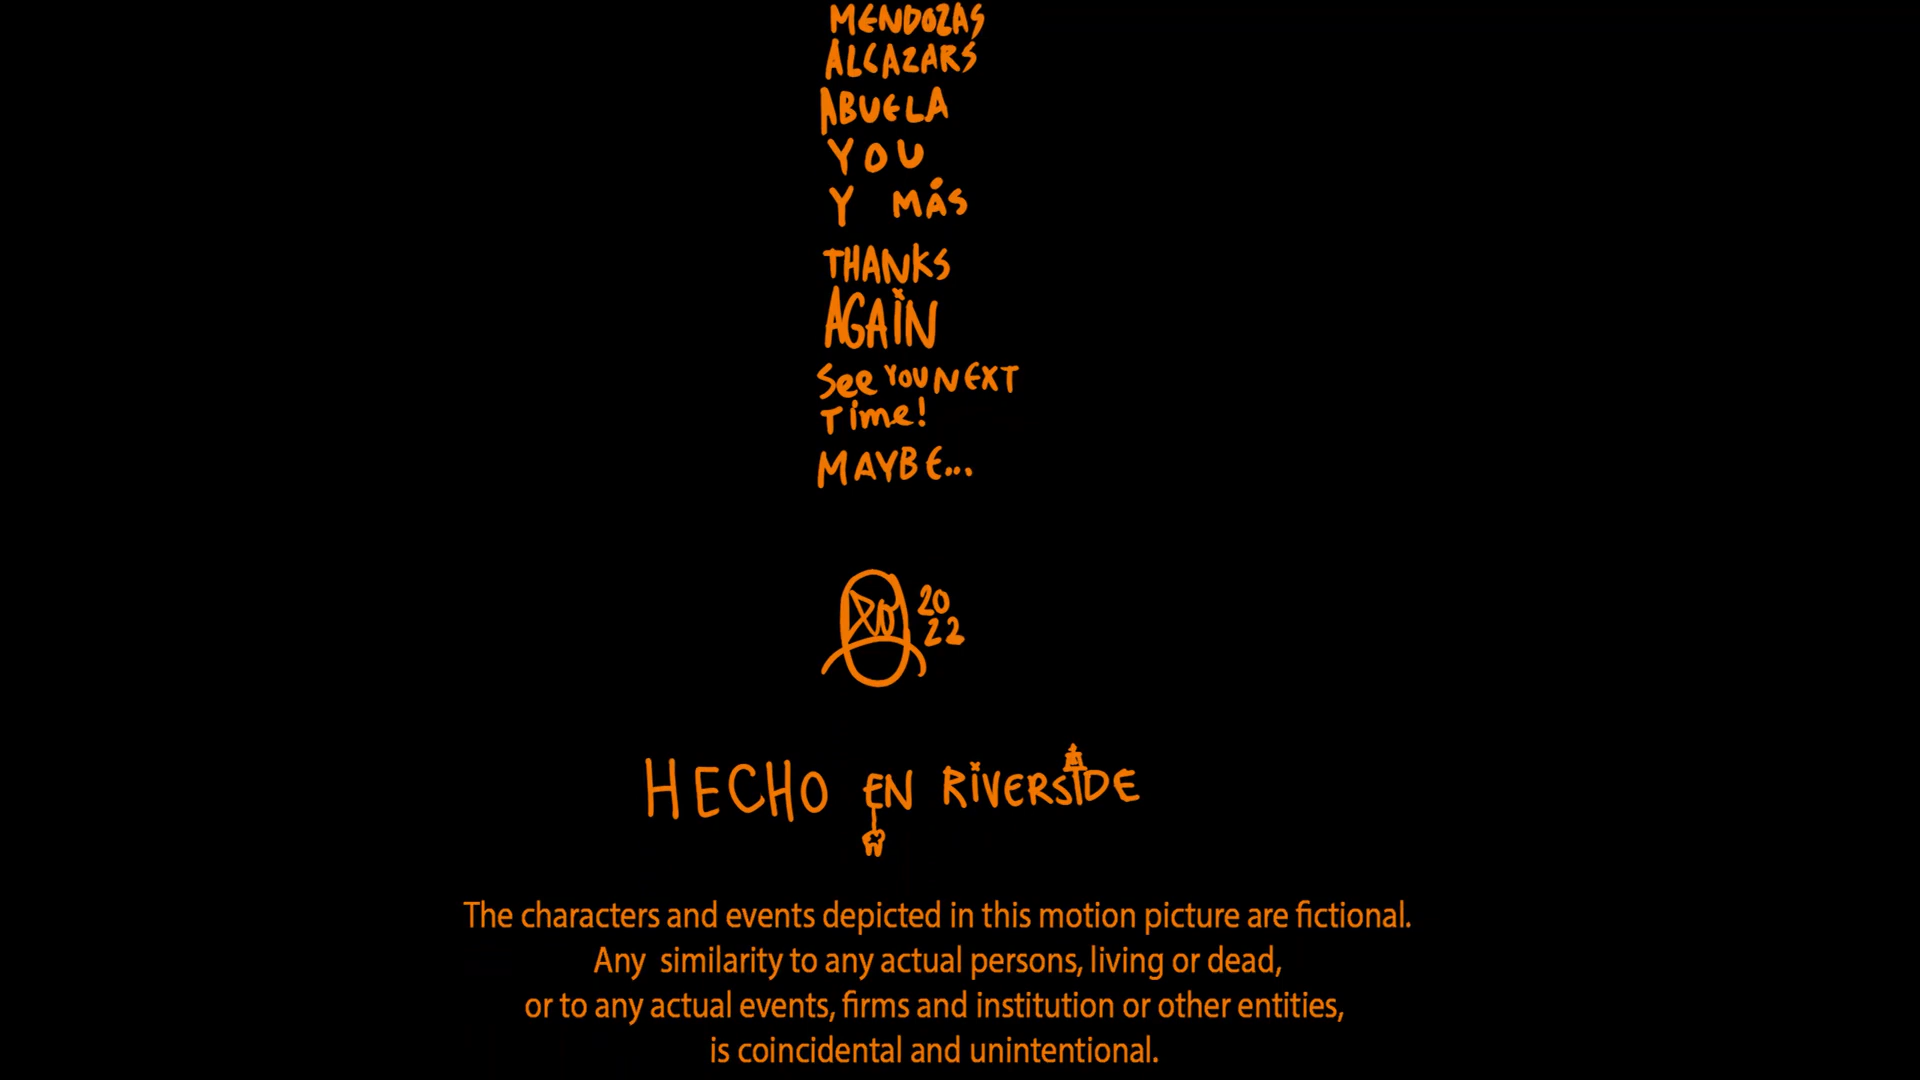 MENDOZAS
ALCAZARS
ABUELA
YOU
Y MÁS
THANKS
AGAIN
See YOU NEXT
Time!
MAYBE...
20
22
HECHO EN RIVERSIDE
The characters and events depicted in this motion picture are fictional.
Any similarity to any actual persons, living or dead,
or to any actual events, firms and institution or other entities,
is coincidental and unintentional.